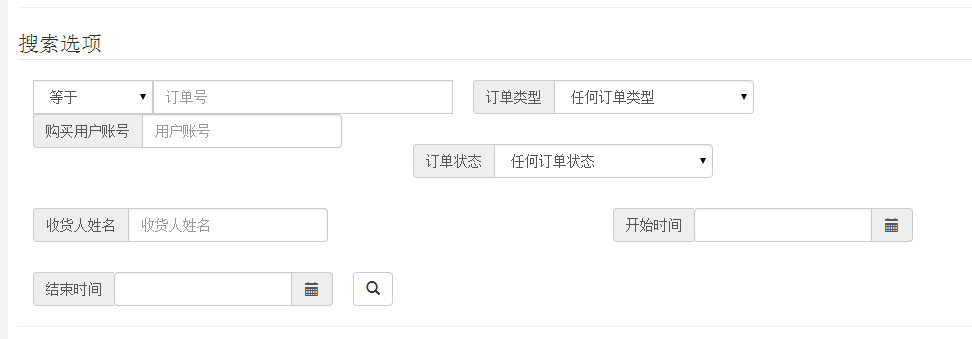 搜索选项
等于 订单号 订单类型 任何订单类型
购买用户账号 用户账号
订单状态 任何订单状态
收货人姓名 收货人姓名 开始时间
结束时间